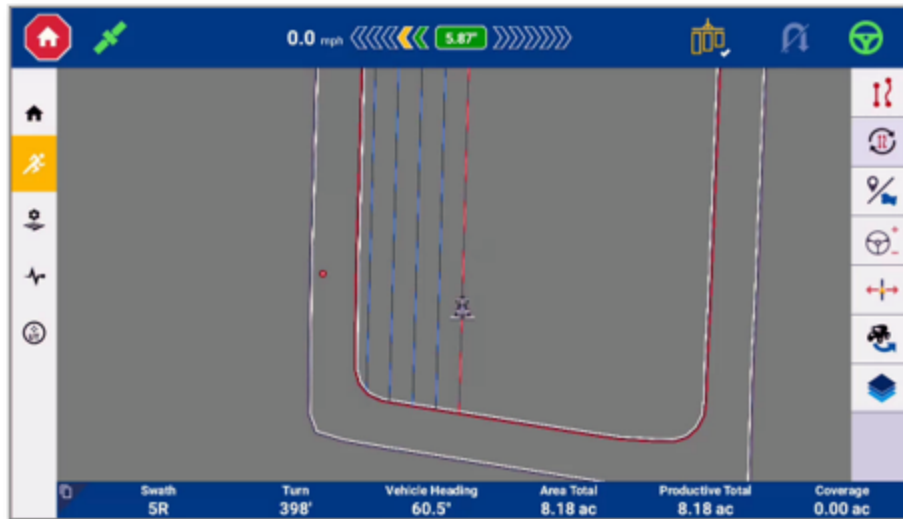 0.0 mph 5.87"
Swath Turn Vehicle Heading Area Total Productive Total Coverage
5R 398' 60.5° 8.18 ac 8.18 ac 0.00 ac